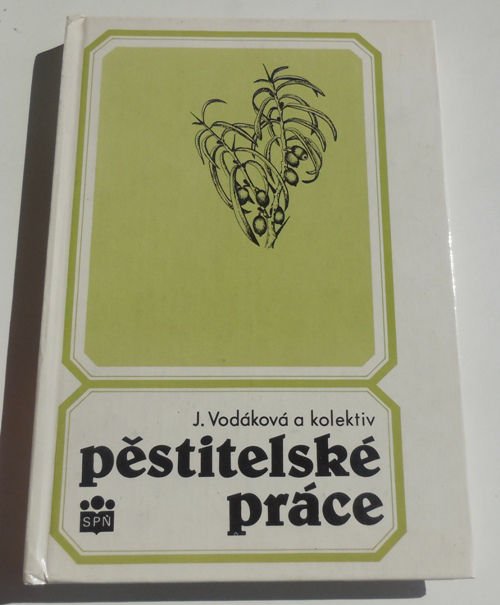 J. Vodáková a kolektiv
pěstitelské
práce
SPN